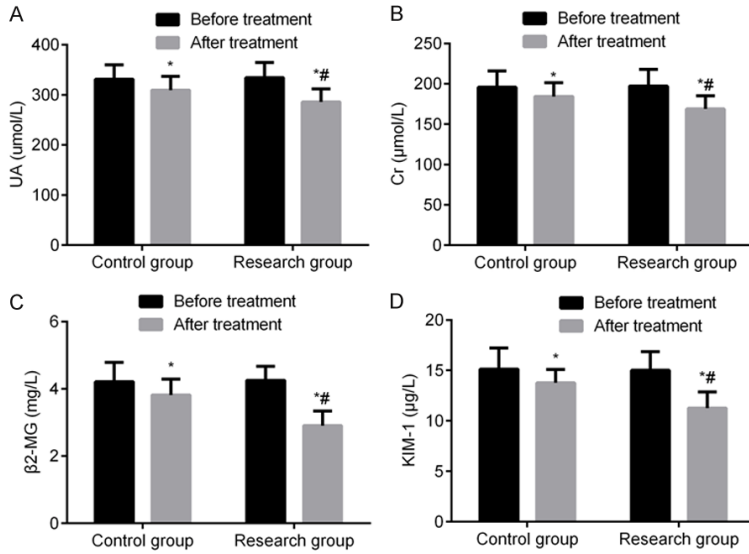 A
Before treatment
After treatment
UA (umol/L)
400
300
200
100
0
*
*#
Control group
Research group
B
Before treatment
After treatment
Cr (μmol/L)
250
200
150
100
50
0
*
*#
Control group
Research group
C
Before treatment
After treatment
β2-MG (mg/L)
6
4
2
0
*
*#
Control group
Research group
D
Before treatment
After treatment
KIM-1 (μg/L)
20
15
10
5
0
*
*#
Control group
Research group